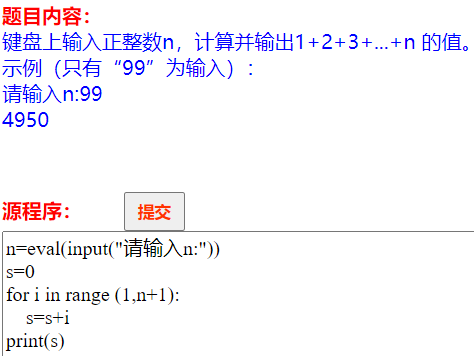 题目内容：
键盘上输入正整数n，计算并输出1+2+3+...+n 的值。
示例（只有“99”为输入）：
请输入n:99
4950
源程序： 提交
n=eval(input("请输入n:"))
s=0
for i in range (1,n+1):
    s=s+i
print(s)